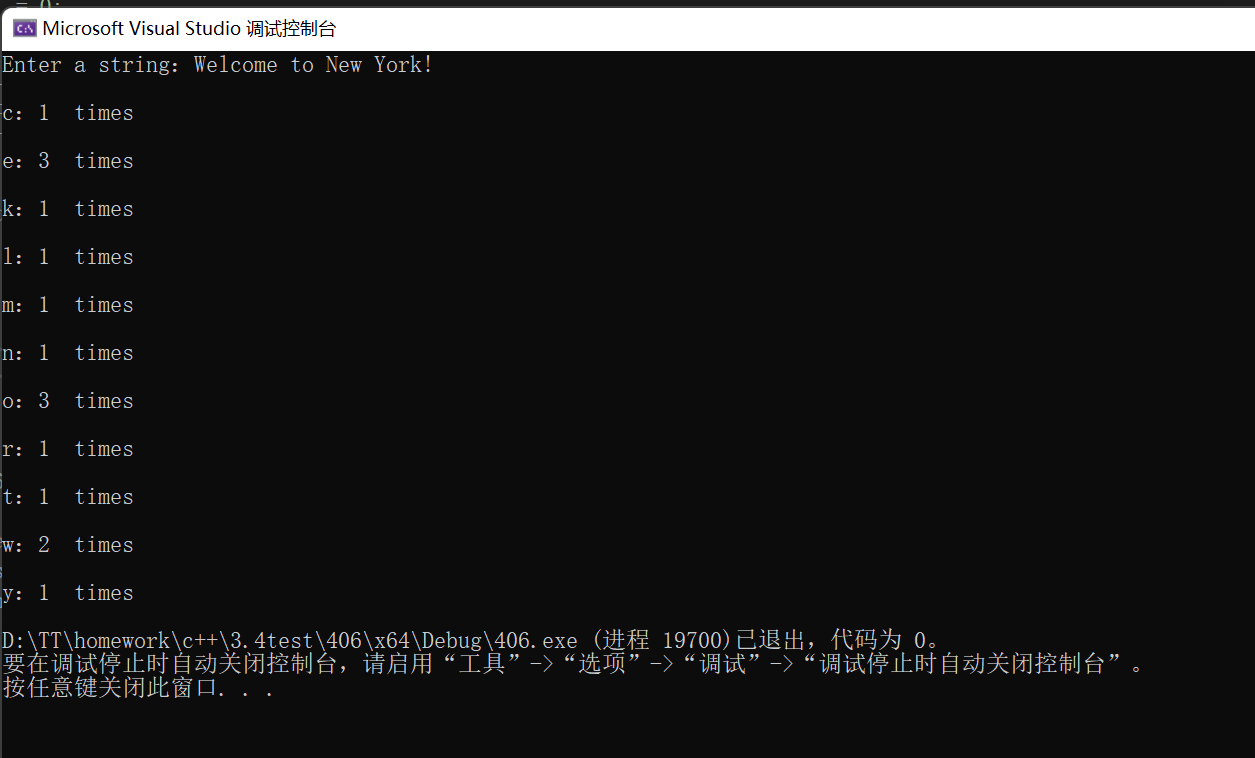 = 0;
Microsoft Visual Studio 调试控制台
Enter a string: Welcome to New York!
c: 1  times
e: 3  times
k: 1  times
l: 1  times
m: 1  times
n: 1  times
o: 3  times
r: 1  times
t: 1  times
w: 2  times
y: 1  times
D:\TT\homework\c++\3.4test\406\x64\Debug\406.exe (进程 19700)已退出，代码为 0。
要在调试停止时自动关闭控制台，请启用“工具”->“选项”->“调试”->“调试停止时自动关闭控制台”。
按任意键关闭此窗口. . .